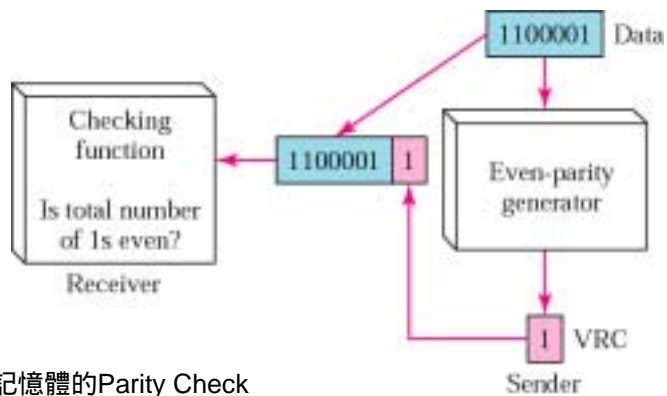 1100001 Data
Checking
function
Is total number
of 1s even?
Receiver
1100001 1
Even-parity
generator
1 VRC
Sender
記憶體的Parity Check